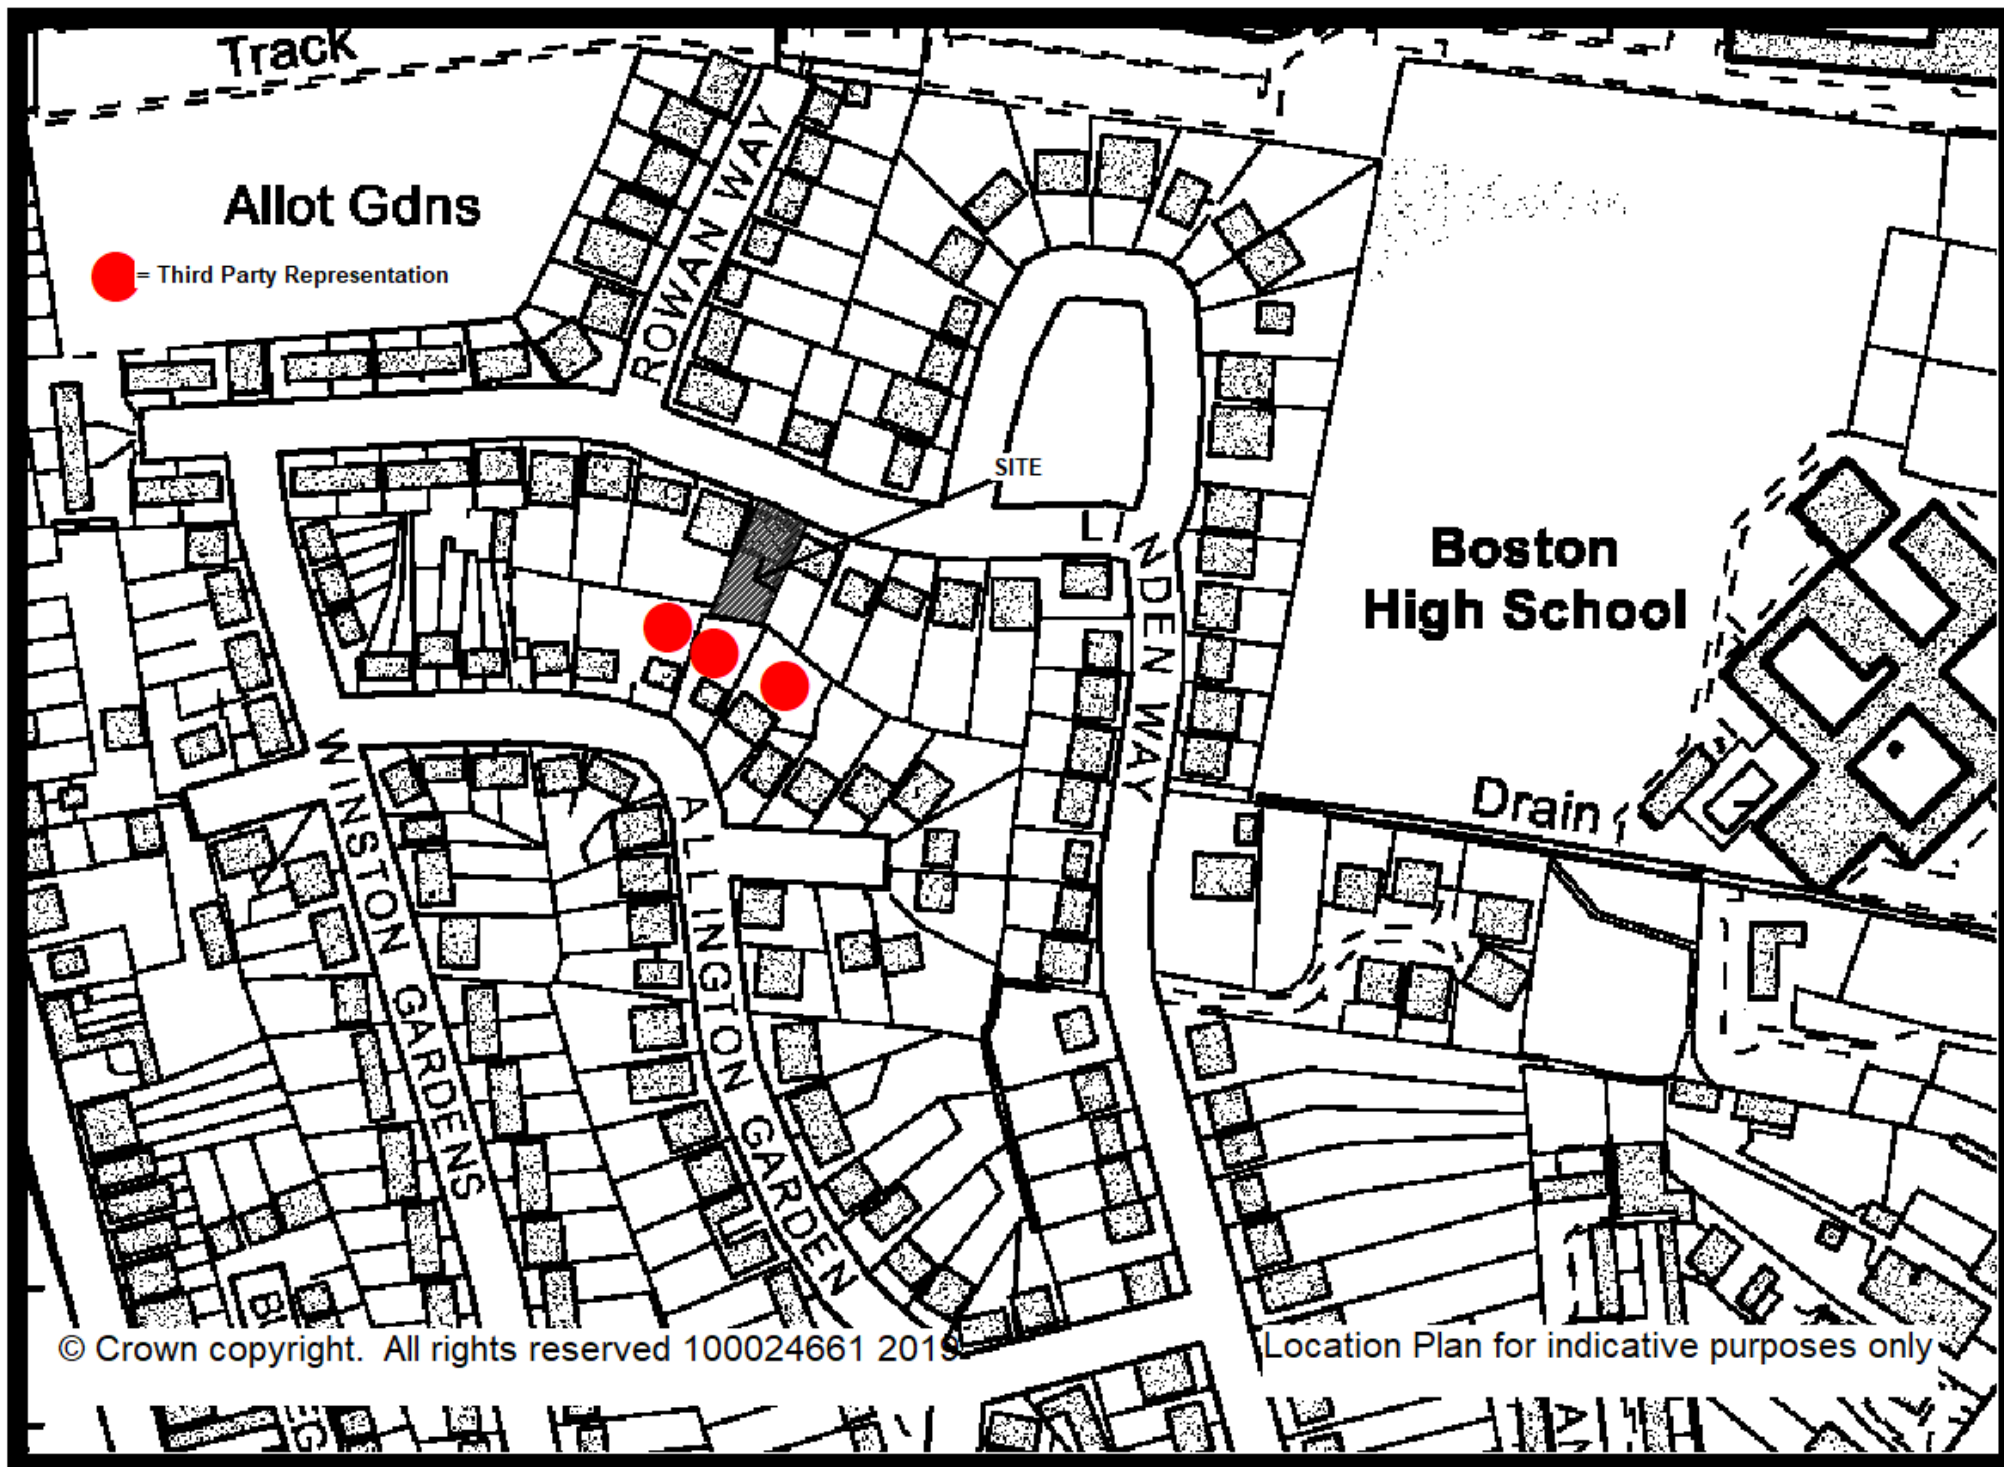 Track
ROWAN WAY
Allot Gdns
= Third Party Representation
SITE
L
NDEN WAY
Boston
High School
Drain
WINSTON GARDENS
ALLINGTON GARDEN
© Crown copyright. All rights reserved 100024661 2019.
Location Plan for indicative purposes only